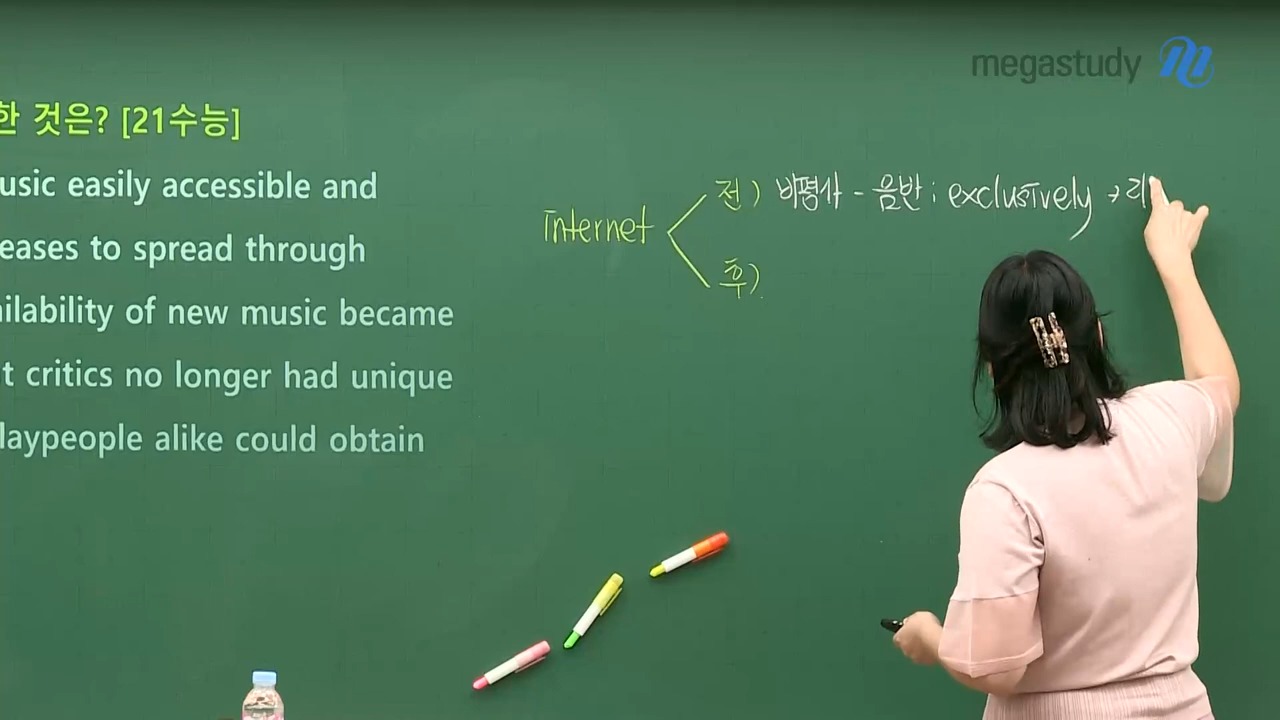 megastudy
한 것은? [21수능]
usic easily accessible and
eases to spread through
ilability of new music became
t critics no longer had unique
laypeople alike could obtain
internet
전) 비평사 - 음반 : exclusively → 리
후)